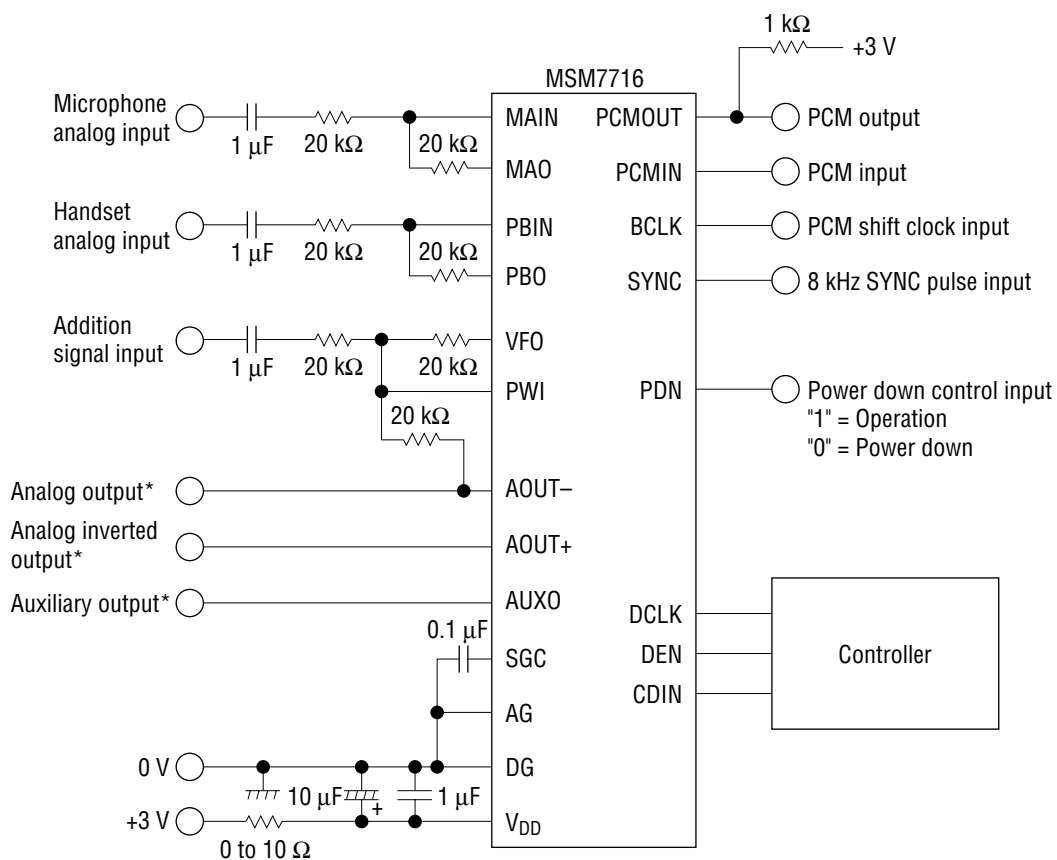 1 kΩ
+3 V
MSM7716
Microphone
analog input
1 μF
20 kΩ
20 kΩ
MAIN
MAO
PCMOUT
PCM output
PCMIN
PCM input
Handset
analog input
1 μF
20 kΩ
20 kΩ
PBIN
PBO
BCLK
PCM shift clock input
SYNC
8 kHz SYNC pulse input
Addition
signal input
1 μF
20 kΩ
20 kΩ
VFO
PWI
20 kΩ
PDN
Power down control input
"1" = Operation
"0" = Power down
Analog output*
AOUT–
Analog inverted
output*
AOUT+
Auxiliary output*
AUXO
0.1 μF
SGC
AG
DCLK
DEN
CDIN
Controller
0 V
DG
10 μF
+
1 μF
+3 V
0 to 10 Ω
VDD